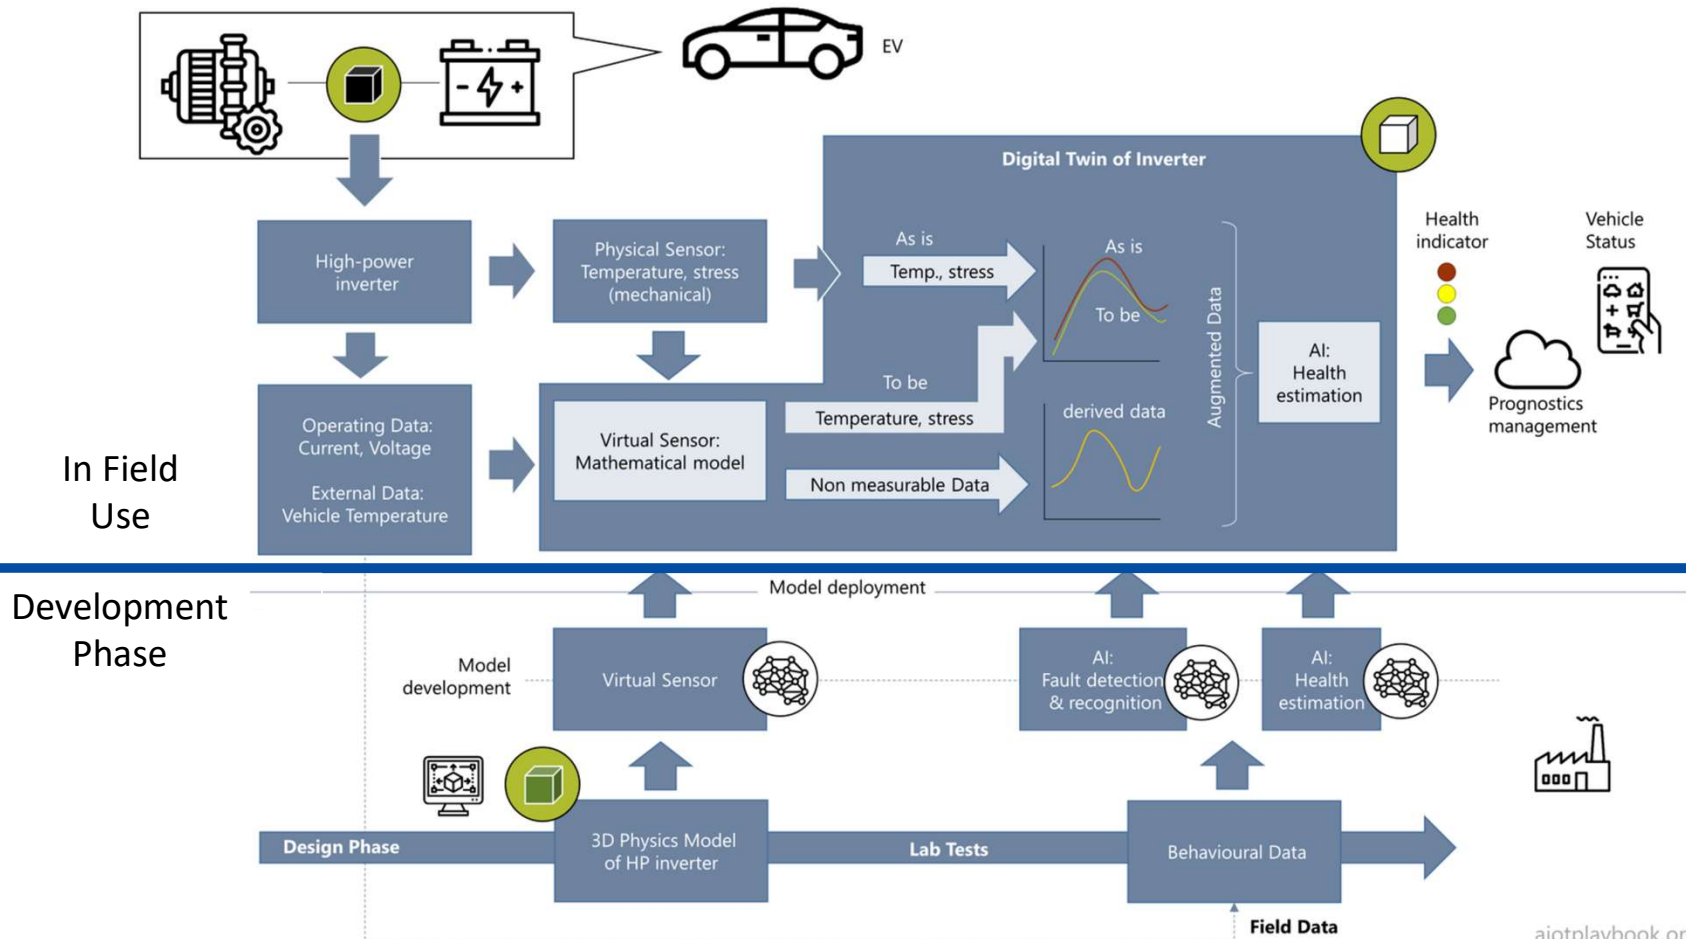 EV
Digital Twin of Inverter
High-power
inverter
Physical Sensor:
Temperature, stress
(mechanical)
As is
Temp., stress
As is
To be
Health
indicator
Vehicle
Status
Operating Data:
Current, Voltage
External Data:
Vehicle Temperature
Virtual Sensor:
Mathematical model
To be
Temperature, stress
Non measurable Data
derived data
Augmented Data
AI:
Health
estimation
Prognostics
management
In Field
Use
Development
Phase
Model deployment
Model
development
Virtual Sensor
AI:
Fault detection
& recognition
AI:
Health
estimation
Design Phase
3D Physics Model
of HP inverter
Lab Tests
Behavioural Data
Field Data
aiotplaybook.or